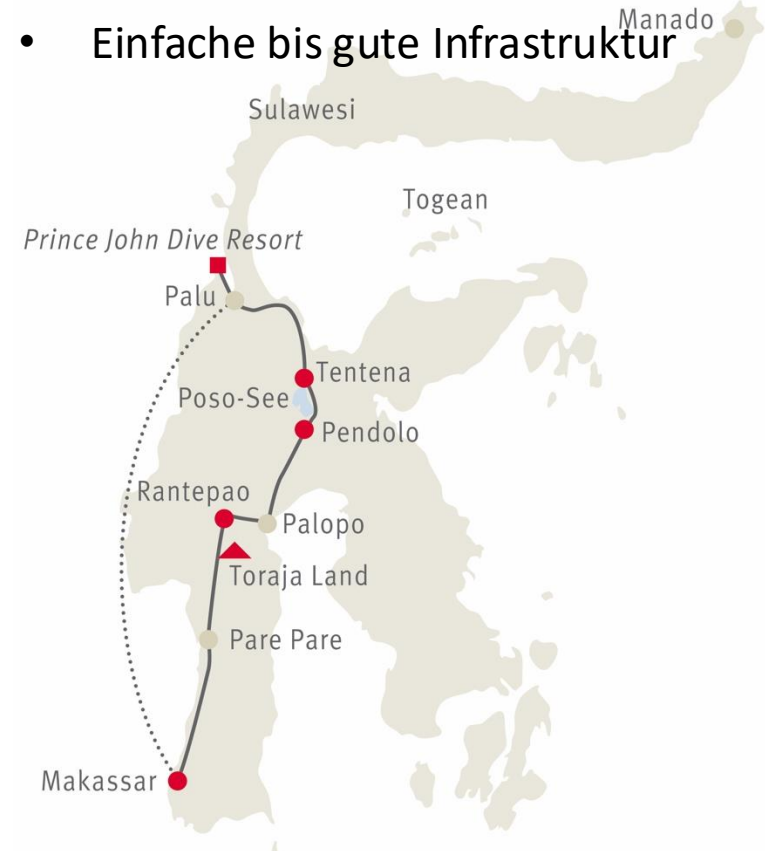 Manado
• Einfache bis gute Infrastruktur
Sulawesi
Togean
Prince John Dive Resort
Palu
Tentena
Poso-See
Pendolo
Rantepao
Palopo
Toraja Land
Pare Pare
Makassar